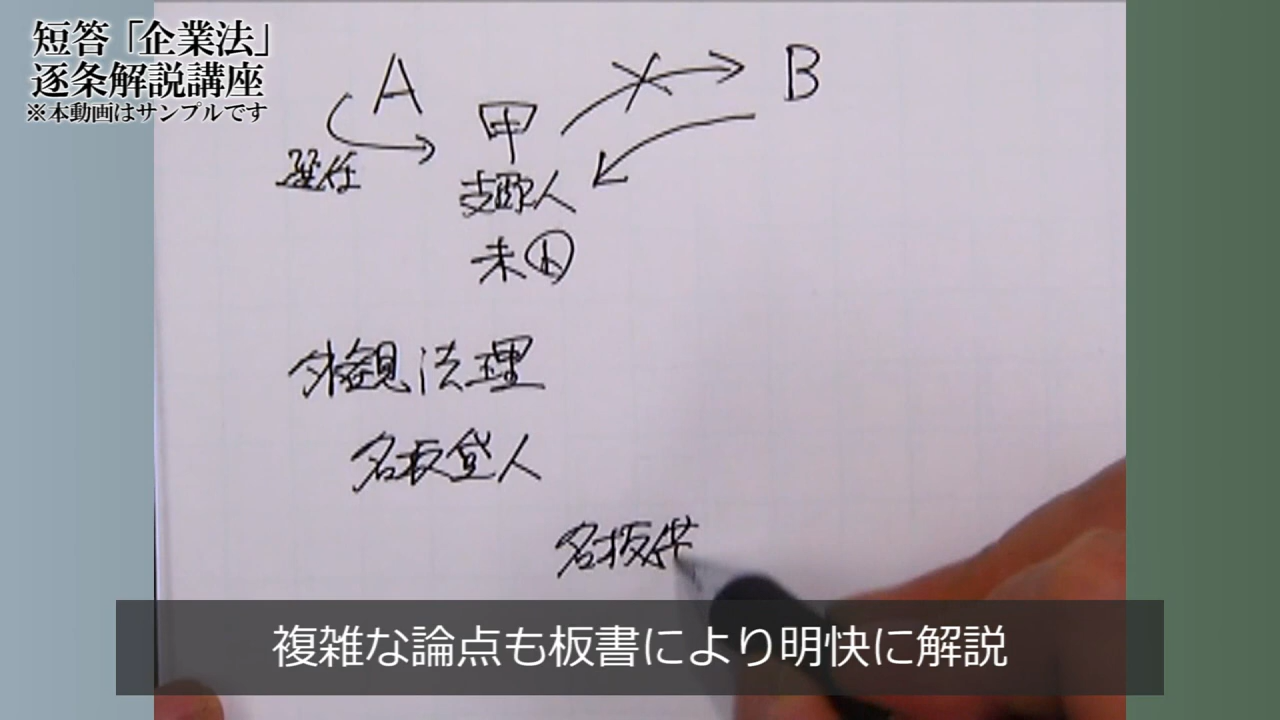 短答「企業法」
逐条解説講座
※本動画はサンプルです
A
B
甲
選任
支配人
未登
外観法理
名板貸人
名板借
複雑な論点も板書により明快に解説